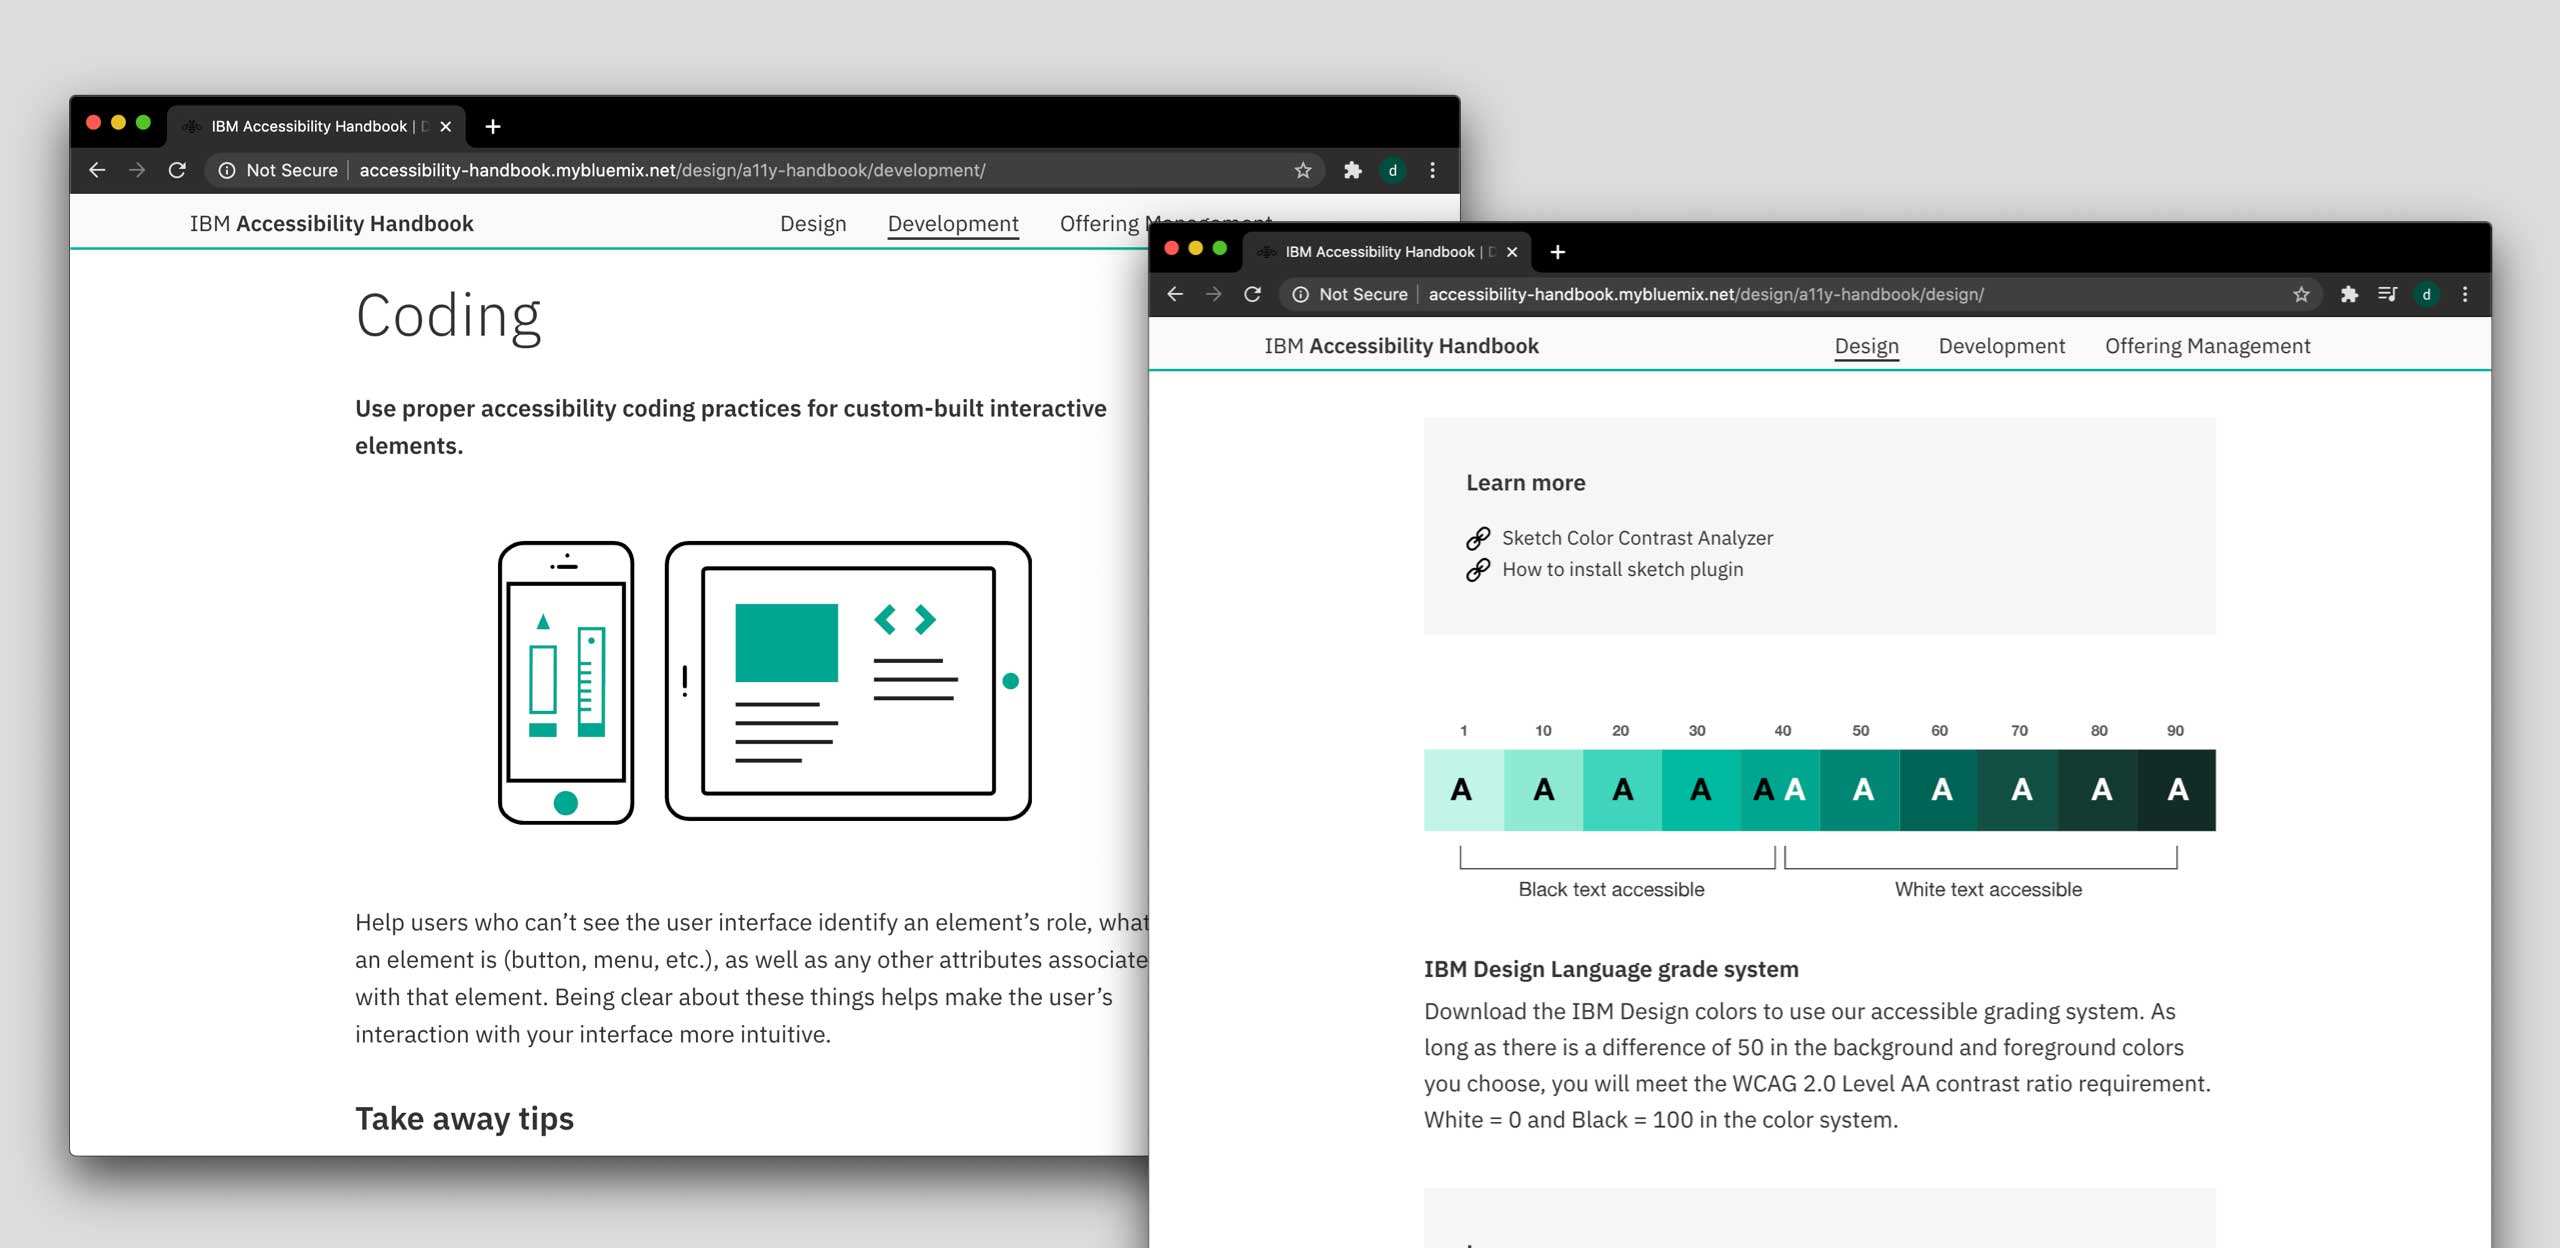 IBM Accessibility Handbook |
Not Secure | accessibility-handbook.mybluemix.net/design/a11y-handbook/development/
IBM Accessibility Handbook
Design Development Offering Management
Coding
Use proper accessibility coding practices for custom-built interactive
elements.
Help users who can’t see the user interface identify an element’s role, what
an element is (button, menu, etc.), as well as any other attributes associate
with that element. Being clear about these things helps make the user’s
interaction with your interface more intuitive.
Take away tips
IBM Accessibility Handbook |
Not Secure | accessibility-handbook.mybluemix.net/design/a11y-handbook/design/
d
IBM Accessibility Handbook
Design Development Offering Management
Learn more
Sketch Color Contrast Analyzer
How to install sketch plugin
1 10 20 30 40 50 60 70 80 90
A A A A A A A A A A A
Black text accessible White text accessible
IBM Design Language grade system
Download the IBM Design colors to use our accessible grading system. As
long as there is a difference of 50 in the background and foreground colors
you choose, you will meet the WCAG 2.0 Level AA contrast ratio requirement.
White = 0 and Black = 100 in the color system.